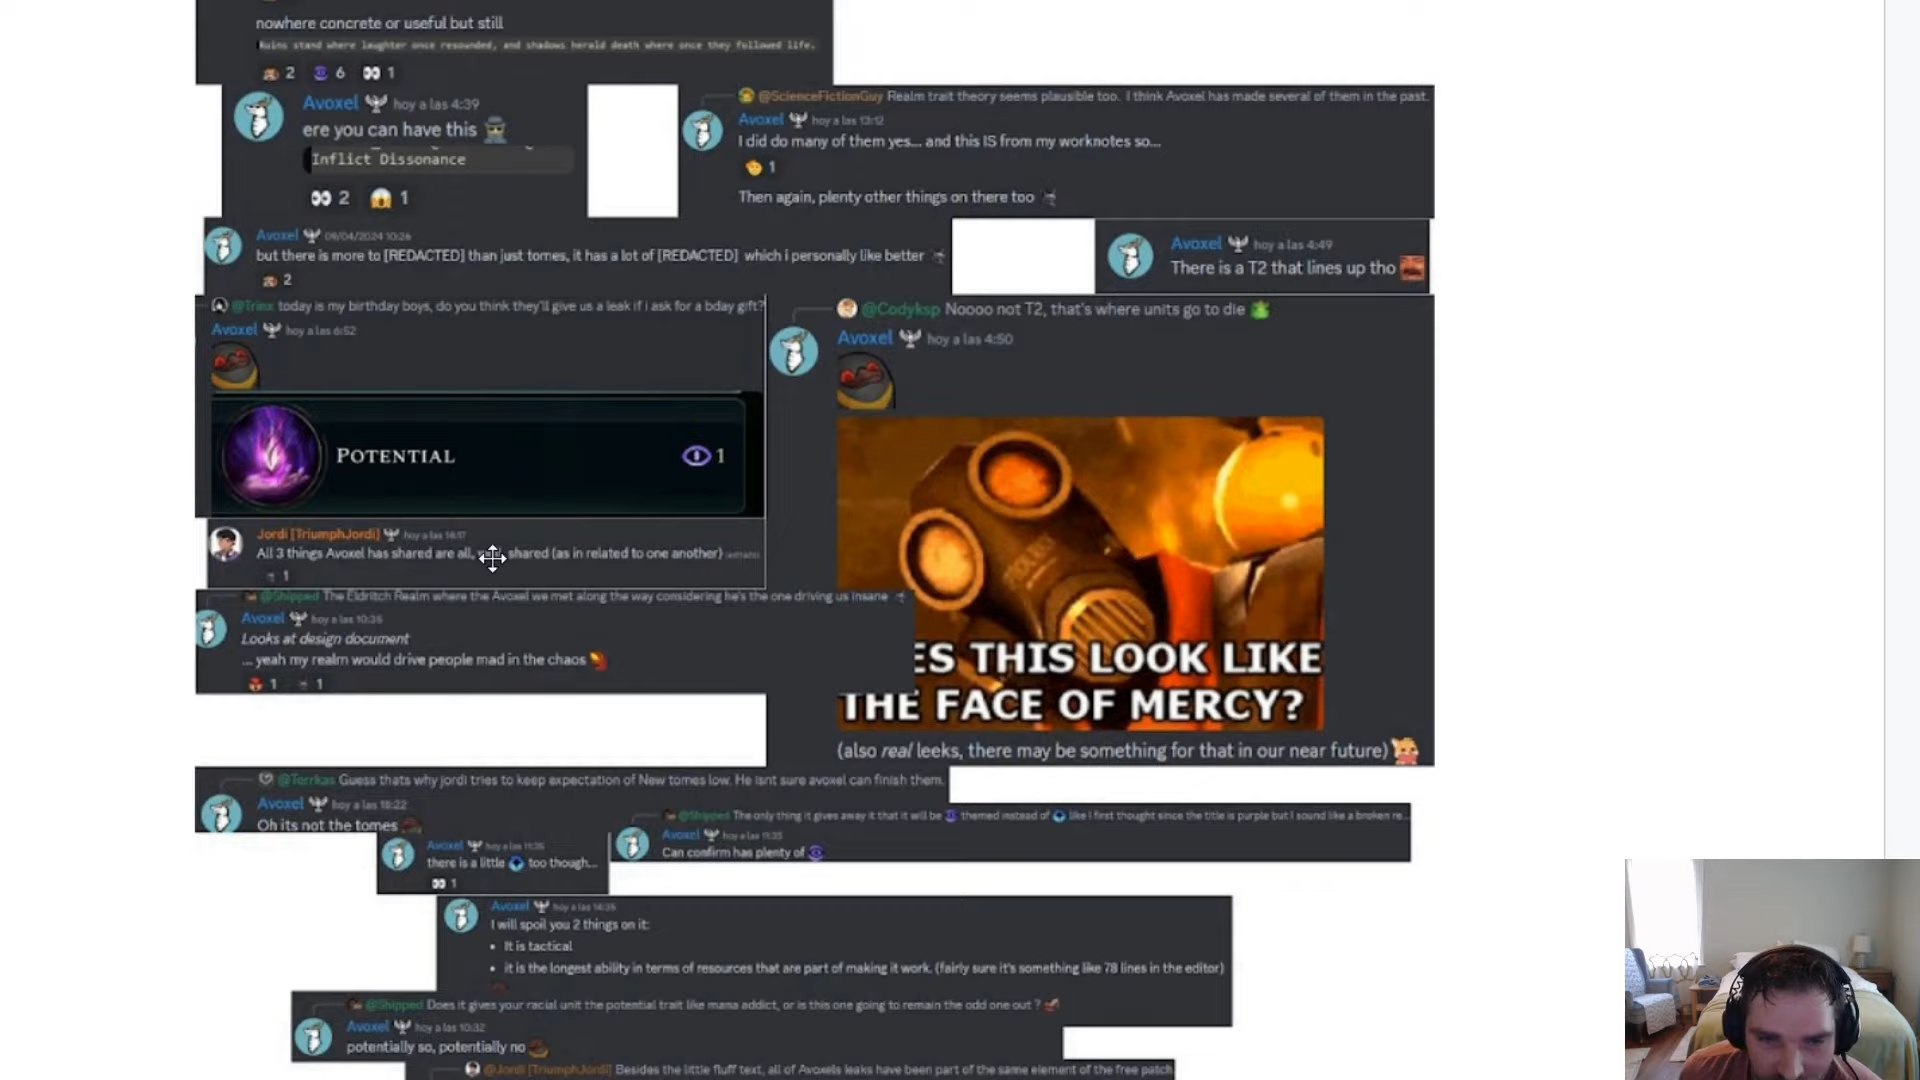 nowhere concrete or useful but still
Ruins stand where laughter once resounded, and shadows herald death where once they followed life.
2 6 1
Avoxel hoy a las 4:39
ere you can have this
Inflict Dissonance
2 1
@ScienceFictionGuy Realm trait theory seems plausible too. I think Avoxel has made several of them in the past.
Avoxel hoy a las 13:12
I did do many of them yes... and this IS from my worknotes so...
1
Then again, plenty other things on there too
Avoxel 09/04/2024 10:26
but there is more to [REDACTED] than just tomes, it has a lot of [REDACTED] which i personally like better
2
Avoxel hoy a las 4:49
There is a T2 that lines up tho
@Trinx today is my birthday boys, do you think they'll give us a leak if i ask for a bday gift?
Avoxel hoy a las 6:52
POTENTIAL 1
@Codyksp Noooo not T2, that's where units go to die
Avoxel hoy a las 4:50
ES THIS LOOK LIKE
THE FACE OF MERCY?
(also real leeks, there may be something for that in our near future)
Jordi [TriumphJordi] hoy a las 14:17
All 3 things Avoxel has shared are all, shared (as in related to one another)
1
@Shipped The Eldritch Realm where the Avoxel we met along the way considering he's the one driving us insane
Avoxel hoy a las 10:35
Looks at design document
... yeah my realm would drive people mad in the chaos
1 1
@Torrkas Guess thats why jordi tries to keep expectation of New tomes low. He isnt sure avoxel can finish them.
Avoxel hoy a las 18:22
Oh its not the tomes
@Shipped The only thing it gives away it that it will be themed instead of like I first thought since the title is purple but I sound like a broken re...
Avoxel hoy a las 11:35
Can confirm has plenty of
Avoxel hoy a las 11:35
there is a little too though...
1
Avoxel hoy a las 14:35
I will spoil you 2 things on it:
• It is tactical
• it is the longest ability in terms of resources that are part of making it work. (fairly sure it's something like 78 lines in the editor)
@Shipped Does it gives your racial unit the potential trait like mana addict, or is this one going to remain the odd one out ?
Avoxel hoy a las 10:32
potentially so, potentially no
@Jordi [TriumphJordi] Besides the little fluff text, all of Avoxels leaks have been part of the same element of the free patch